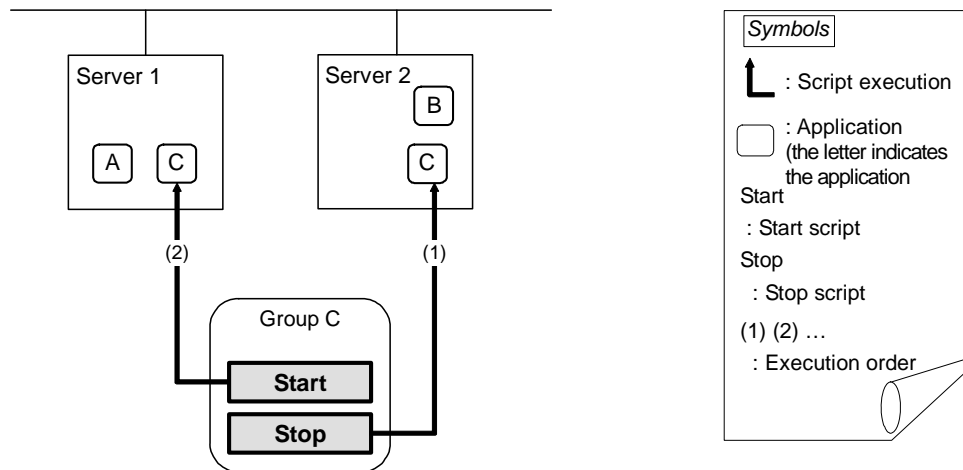 Server 1
Server 2
B
A
C
C
(2)
(1)
Group C
Start
Stop
Symbols
: Script execution
: Application
(the letter indicates
the application
Start
: Start script
Stop
: Stop script
(1) (2) …
: Execution order